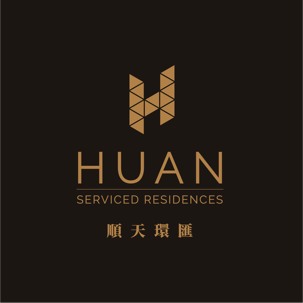 HUAN
SERVICED RESIDENCES
順天環匯